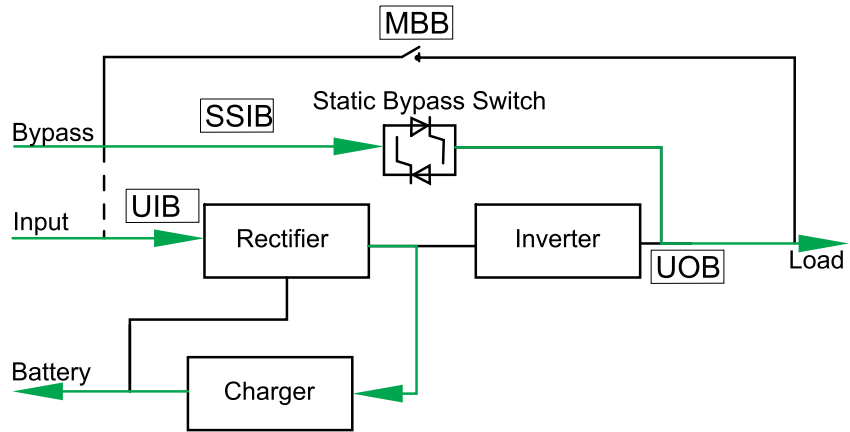 MBB
Static Bypass Switch
SSIB
Bypass
UIB
Input
Rectifier
Inverter
UOB
Load
Battery
Charger